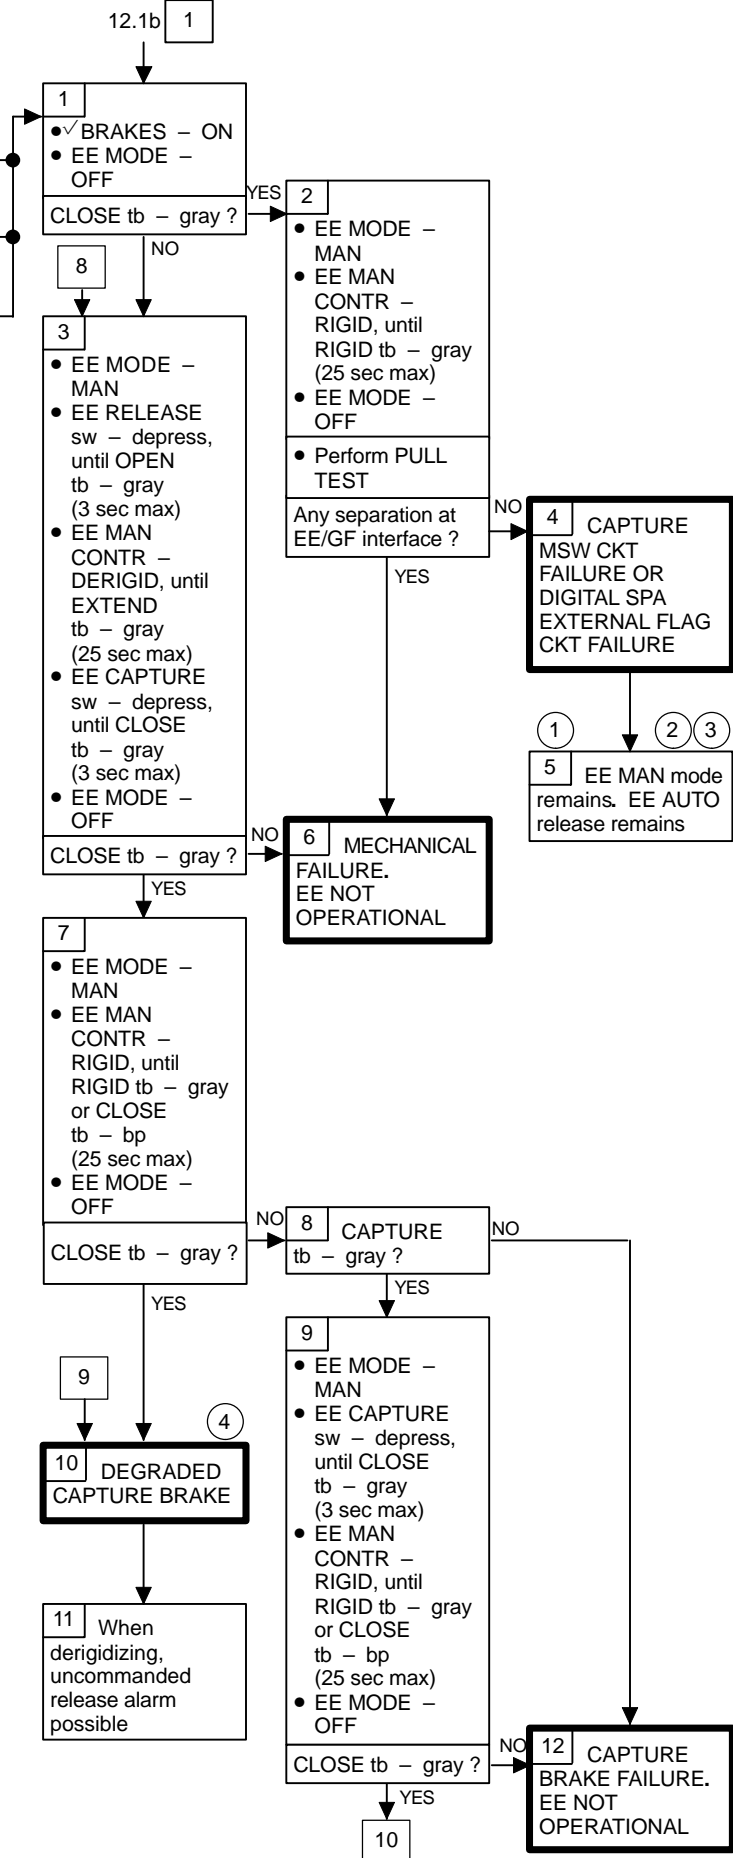 12.1b 1
1
● √ BRAKES – ON
● EE MODE –
OFF
CLOSE tb – gray ?
YES
NO
2
● EE MODE –
MAN
● EE MAN
CONTR –
RIGID, until
RIGID tb – gray
(25 sec max)
● EE MODE –
OFF
● Perform PULL
TEST
Any separation at
EE/GF interface ?
NO
YES
8
3
● EE MODE –
MAN
● EE RELEASE
sw – depress,
until OPEN
tb – gray
(3 sec max)
● EE MAN
CONTR –
DERIGID, until
EXTEND
tb – gray
(25 sec max)
● EE CAPTURE
sw – depress,
until CLOSE
tb – gray
(3 sec max)
● EE MODE –
OFF
CLOSE tb – gray ?
NO
YES
4 CAPTURE
MSW CKT
FAILURE OR
DIGITAL SPA
EXTERNAL FLAG
CKT FAILURE
1 2 3
5 EE MAN mode
remains. EE AUTO
release remains
6 MECHANICAL
FAILURE.
EE NOT
OPERATIONAL
7
● EE MODE –
MAN
● EE MAN
CONTR –
RIGID, until
RIGID tb – gray
or CLOSE
tb – bp
(25 sec max)
● EE MODE –
OFF
CLOSE tb – gray ?
NO
YES
8 CAPTURE
tb – gray ?
NO
YES
9
● EE MODE –
MAN
● EE CAPTURE
sw – depress,
until CLOSE
tb – gray
(3 sec max)
● EE MAN
CONTR –
RIGID, until
RIGID tb – gray
or CLOSE
tb – bp
(25 sec max)
● EE MODE –
OFF
CLOSE tb – gray ?
NO
YES
10
9
4
10 DEGRADED
CAPTURE BRAKE
11 When
derigidizing,
uncommanded
release alarm
possible
12 CAPTURE
BRAKE FAILURE.
EE NOT
OPERATIONAL